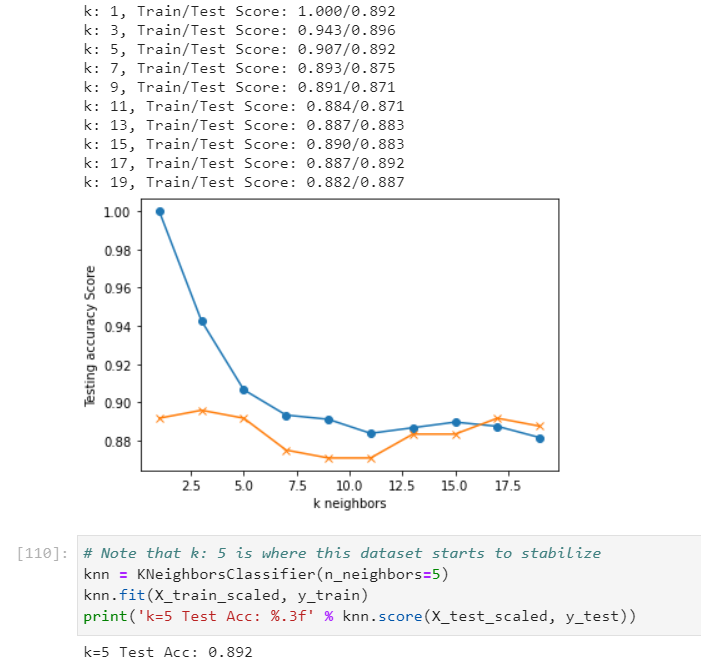 k: 1, Train/Test Score: 1.000/0.892
k: 3, Train/Test Score: 0.943/0.896
k: 5, Train/Test Score: 0.907/0.892
k: 7, Train/Test Score: 0.893/0.875
k: 9, Train/Test Score: 0.891/0.871
k: 11, Train/Test Score: 0.884/0.871
k: 13, Train/Test Score: 0.887/0.883
k: 15, Train/Test Score: 0.890/0.883
k: 17, Train/Test Score: 0.887/0.892
k: 19, Train/Test Score: 0.882/0.887
Testing accuracy Score
1.00
0.98
0.96
0.94
0.92
0.90
0.88
2.5 5.0 7.5 10.0 12.5 15.0 17.5
k neighbors
[110]: # Note that k: 5 is where this dataset starts to stabilize
knn = KNeighborsClassifier(n_neighbors=5)
knn.fit(X_train_scaled, y_train)
print('k=5 Test Acc: %.3f' % knn.score(X_test_scaled, y_test))
k=5 Test Acc: 0.892